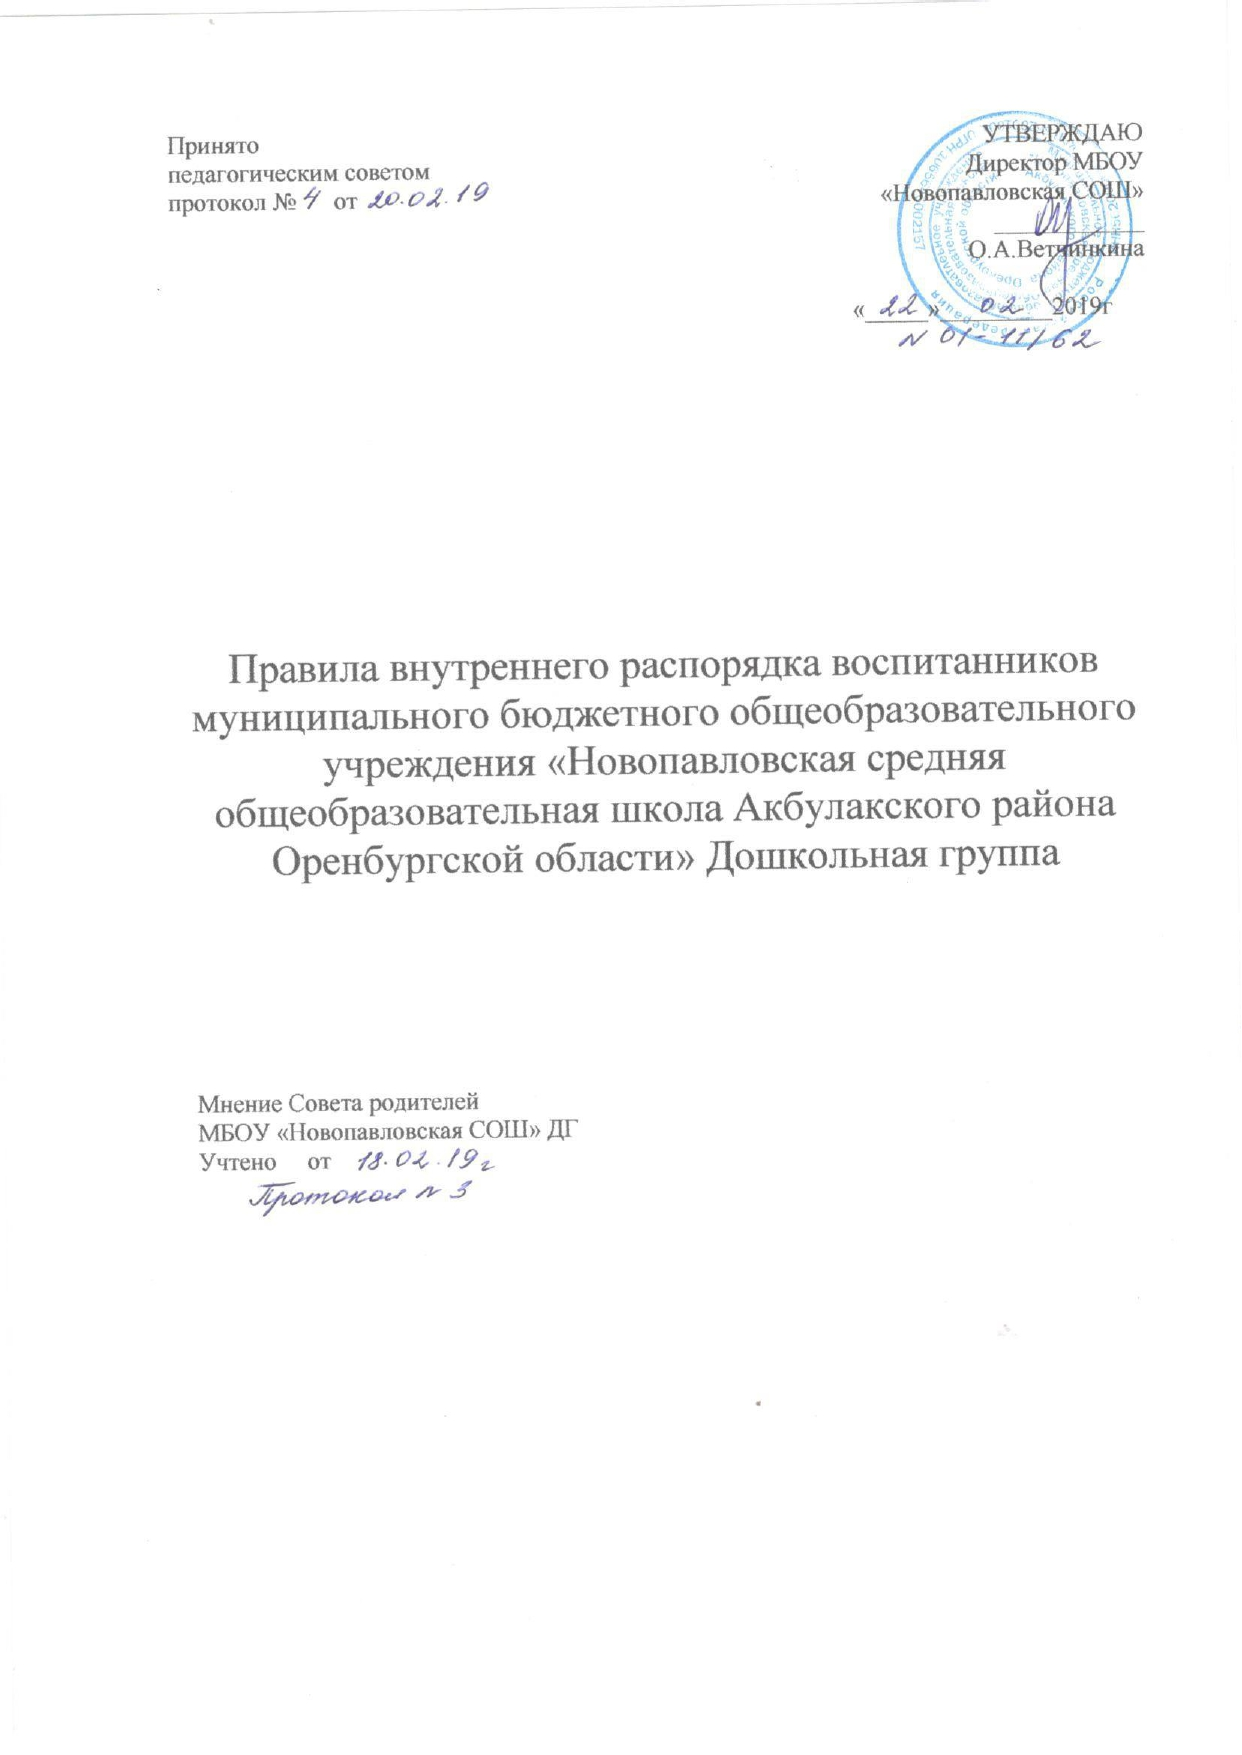 Принято
педагогическим советом
протокол № 4 от 20.02.19
УТВЕРЖДАЮ
Директор МБОУ
«Новопавловская СОШ»
О.А.Ветчинкина
« 22 » 02 2019г
N 01-11/62
Правила внутреннего распорядка воспитанников
муниципального бюджетного общеобразовательного
учреждения «Новопавловская средняя
общеобразовательная школа Акбулакского района
Оренбургской области» Дошкольная группа
Мнение Совета родителей
МБОУ «Новопавловская СОШ» ДГ
Учтено от 18.02.19г
Протокол N 3